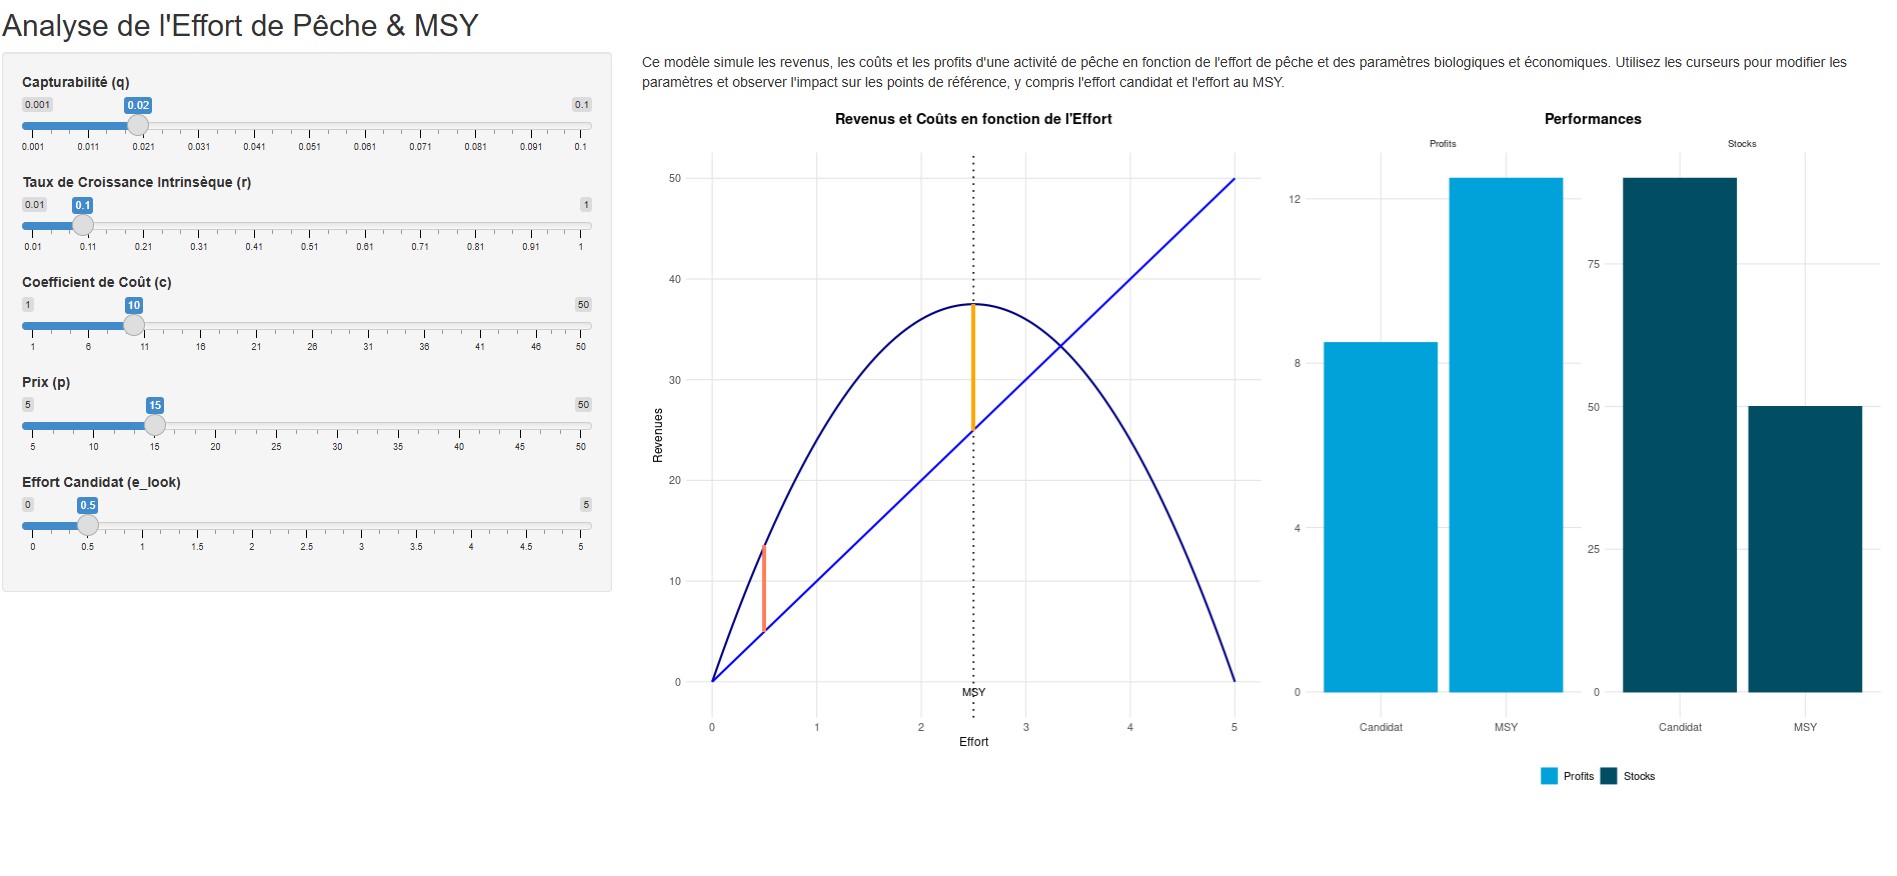 Analyse de l'Effort de Pêche & MSY
Capturabilité (q)
0.001 0.02 0.1
0.001 0.011 0.021 0.031 0.041 0.051 0.061 0.071 0.081 0.091 0.1
Taux de Croissance Intrinsèque (r)
0.01 0.1 1
0.01 0.11 0.21 0.31 0.41 0.51 0.61 0.71 0.81 0.91 1
Coefficient de Coût (c)
1 10 50
1 6 11 16 21 26 31 36 41 46 50
Prix (p)
5 15 50
5 10 15 20 25 30 35 40 45 50
Effort Candidat (e_look)
0 0.5 5
0 0.5 1 1.5 2 2.5 3 3.5 4 4.5 5
Ce modèle simule les revenus, les coûts et les profits d'une activité de pêche en fonction de l'effort de pêche et des paramètres biologiques et économiques. Utilisez les curseurs pour modifier les
paramètres et observer l'impact sur les points de référence, y compris l'effort candidat et l'effort au MSY.
Revenus et Coûts en fonction de l'Effort
50
40
30
20
10
0
Revenues
MSY
0 1 2 3 4 5
Effort
Performances
Profits
12
8
4
0
Candidat MSY
Stocks
75
50
25
0
Candidat MSY
Profits Stocks